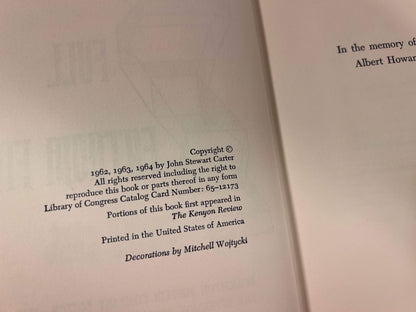 Copyright ©
1962, 1963, 1964 by John Stewart Carter
All rights reserved including the right to
reproduce this book or parts thereof in any form
Library of Congress Catalog Card Number: 65-12173
Portions of this book first appeared in
The Kenyon Review
Printed in the United States of America
Decorations by Mitchell Wojtycki
In the memory of
Albert Howar